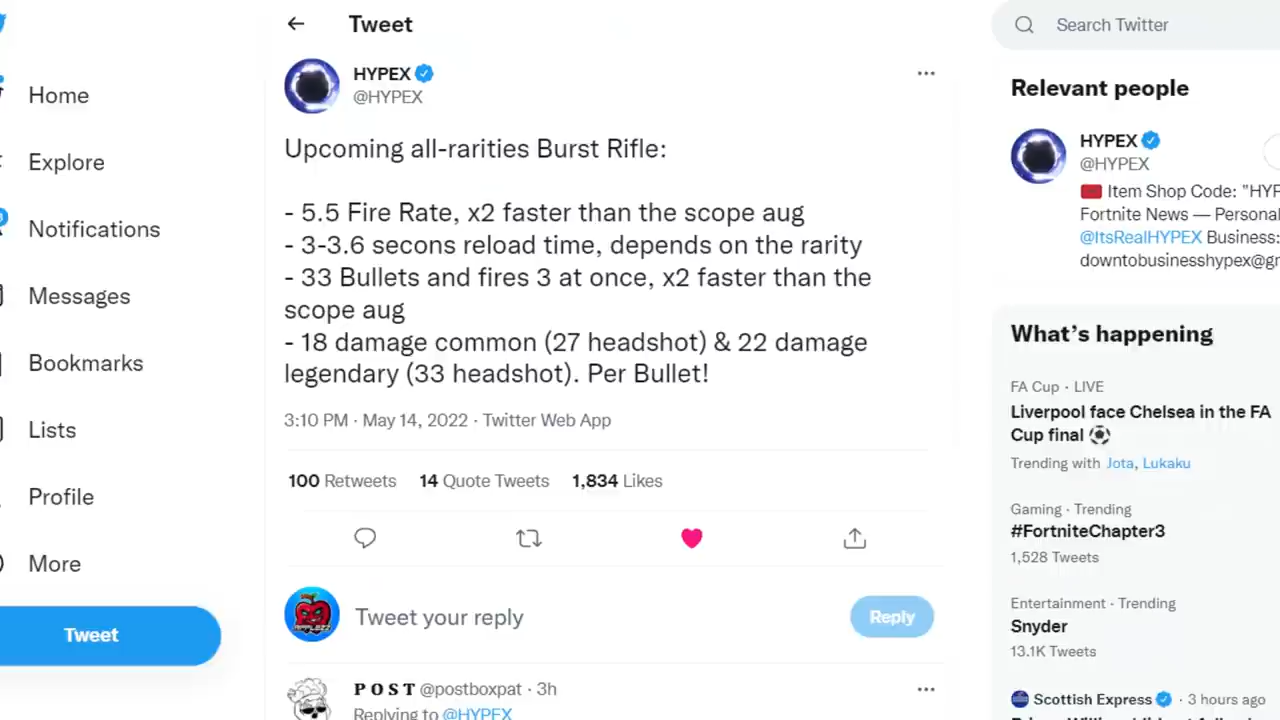 Home
Explore
Notifications
Messages
Bookmarks
Lists
Profile
More
Tweet
Tweet
HYPEX
@HYPEX
Upcoming all-rarities Burst Rifle:
- 5.5 Fire Rate, x2 faster than the scope aug
- 3-3.6 secons reload time, depends on the rarity
- 33 Bullets and fires 3 at once, x2 faster than the
scope aug
- 18 damage common (27 headshot) & 22 damage
legendary (33 headshot). Per Bullet!
3:10 PM · May 14, 2022 · Twitter Web App
100 Retweets 14 Quote Tweets 1,834 Likes
Tweet your reply
Reply
P O S T @postboxpat · 3h
Replying to @HYPEX
Search Twitter
Relevant people
HYPEX
@HYPEX
Item Shop Code: "HYP
Fortnite News — Personal
@ItsRealHYPEX Business:
downtobusinesshypex@g
What's happening
FA Cup · LIVE
Liverpool face Chelsea in the FA
Cup final
Trending with Jota, Lukaku
Gaming · Trending
#FortniteChapter3
1,528 Tweets
Entertainment · Trending
Snyder
13.1K Tweets
Scottish Express · 3 hours ago